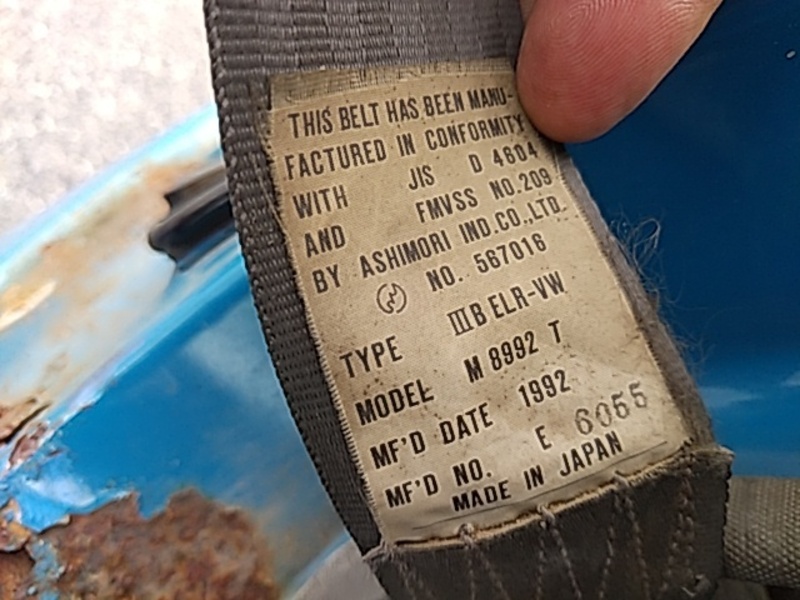 THIS BELT HAS BEEN MANU-
FACTURED IN CONFORMITY
WITH JIS D 4604
AND FMVSS NO.209
BY ASHIMORI IND.CO.,LTD.
NO. 567016
TYPE ⅢB ELR-VW
MODEL M 8992 T
MF'D DATE 1992
MF'D NO. E 6055
MADE IN JAPAN